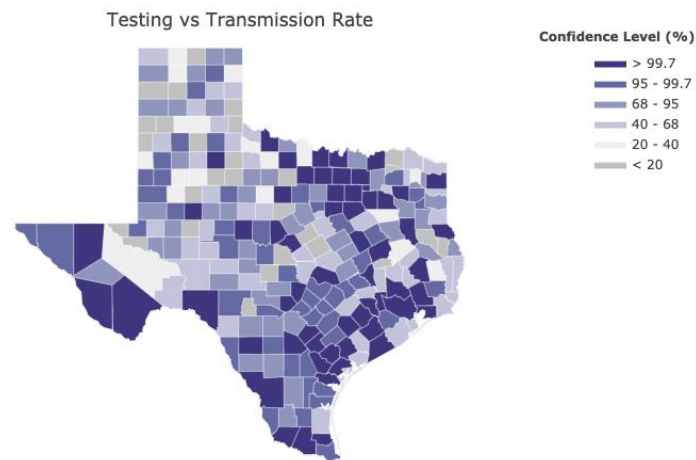 Testing vs Transmission Rate
Confidence Level (%)
> 99.7
95 - 99.7
68 - 95
40 - 68
20 - 40
< 20